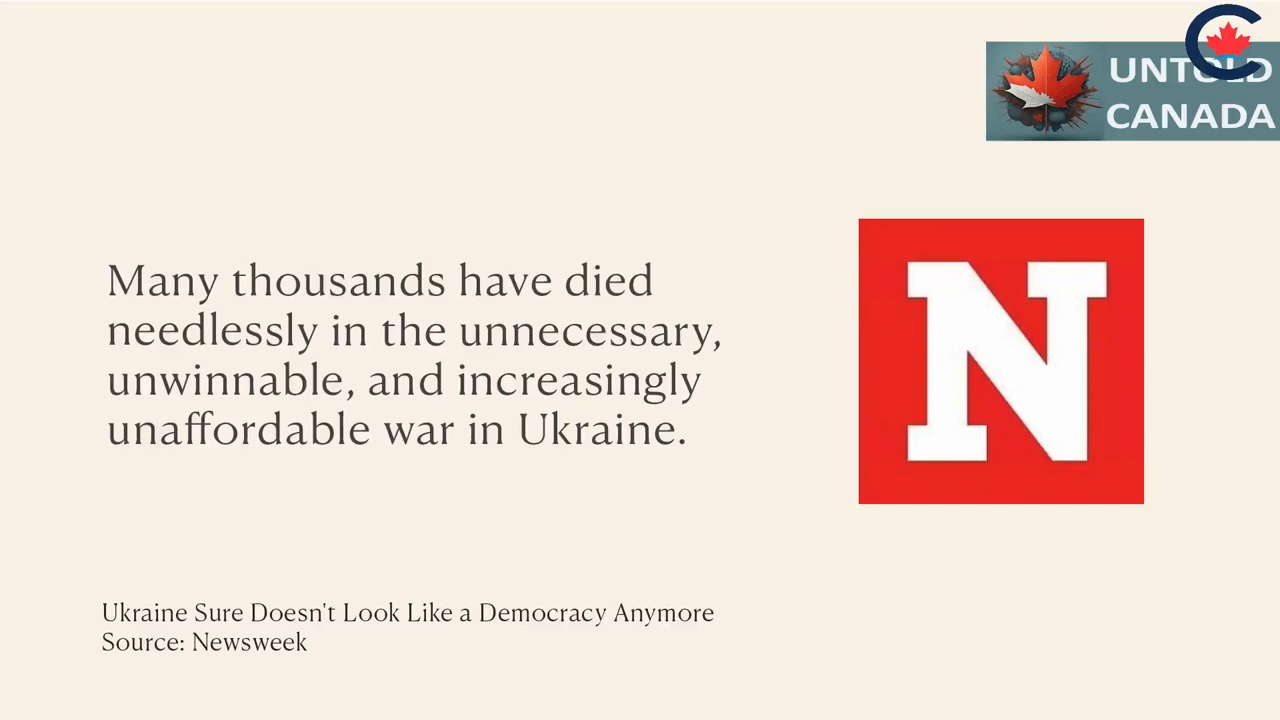 UNTOLD
CANADA
Many thousands have died
needlessly in the unnecessary,
unwinnable, and increasingly
unaffordable war in Ukraine.
N
Ukraine Sure Doesn't Look Like a Democracy Anymore
Source: Newsweek